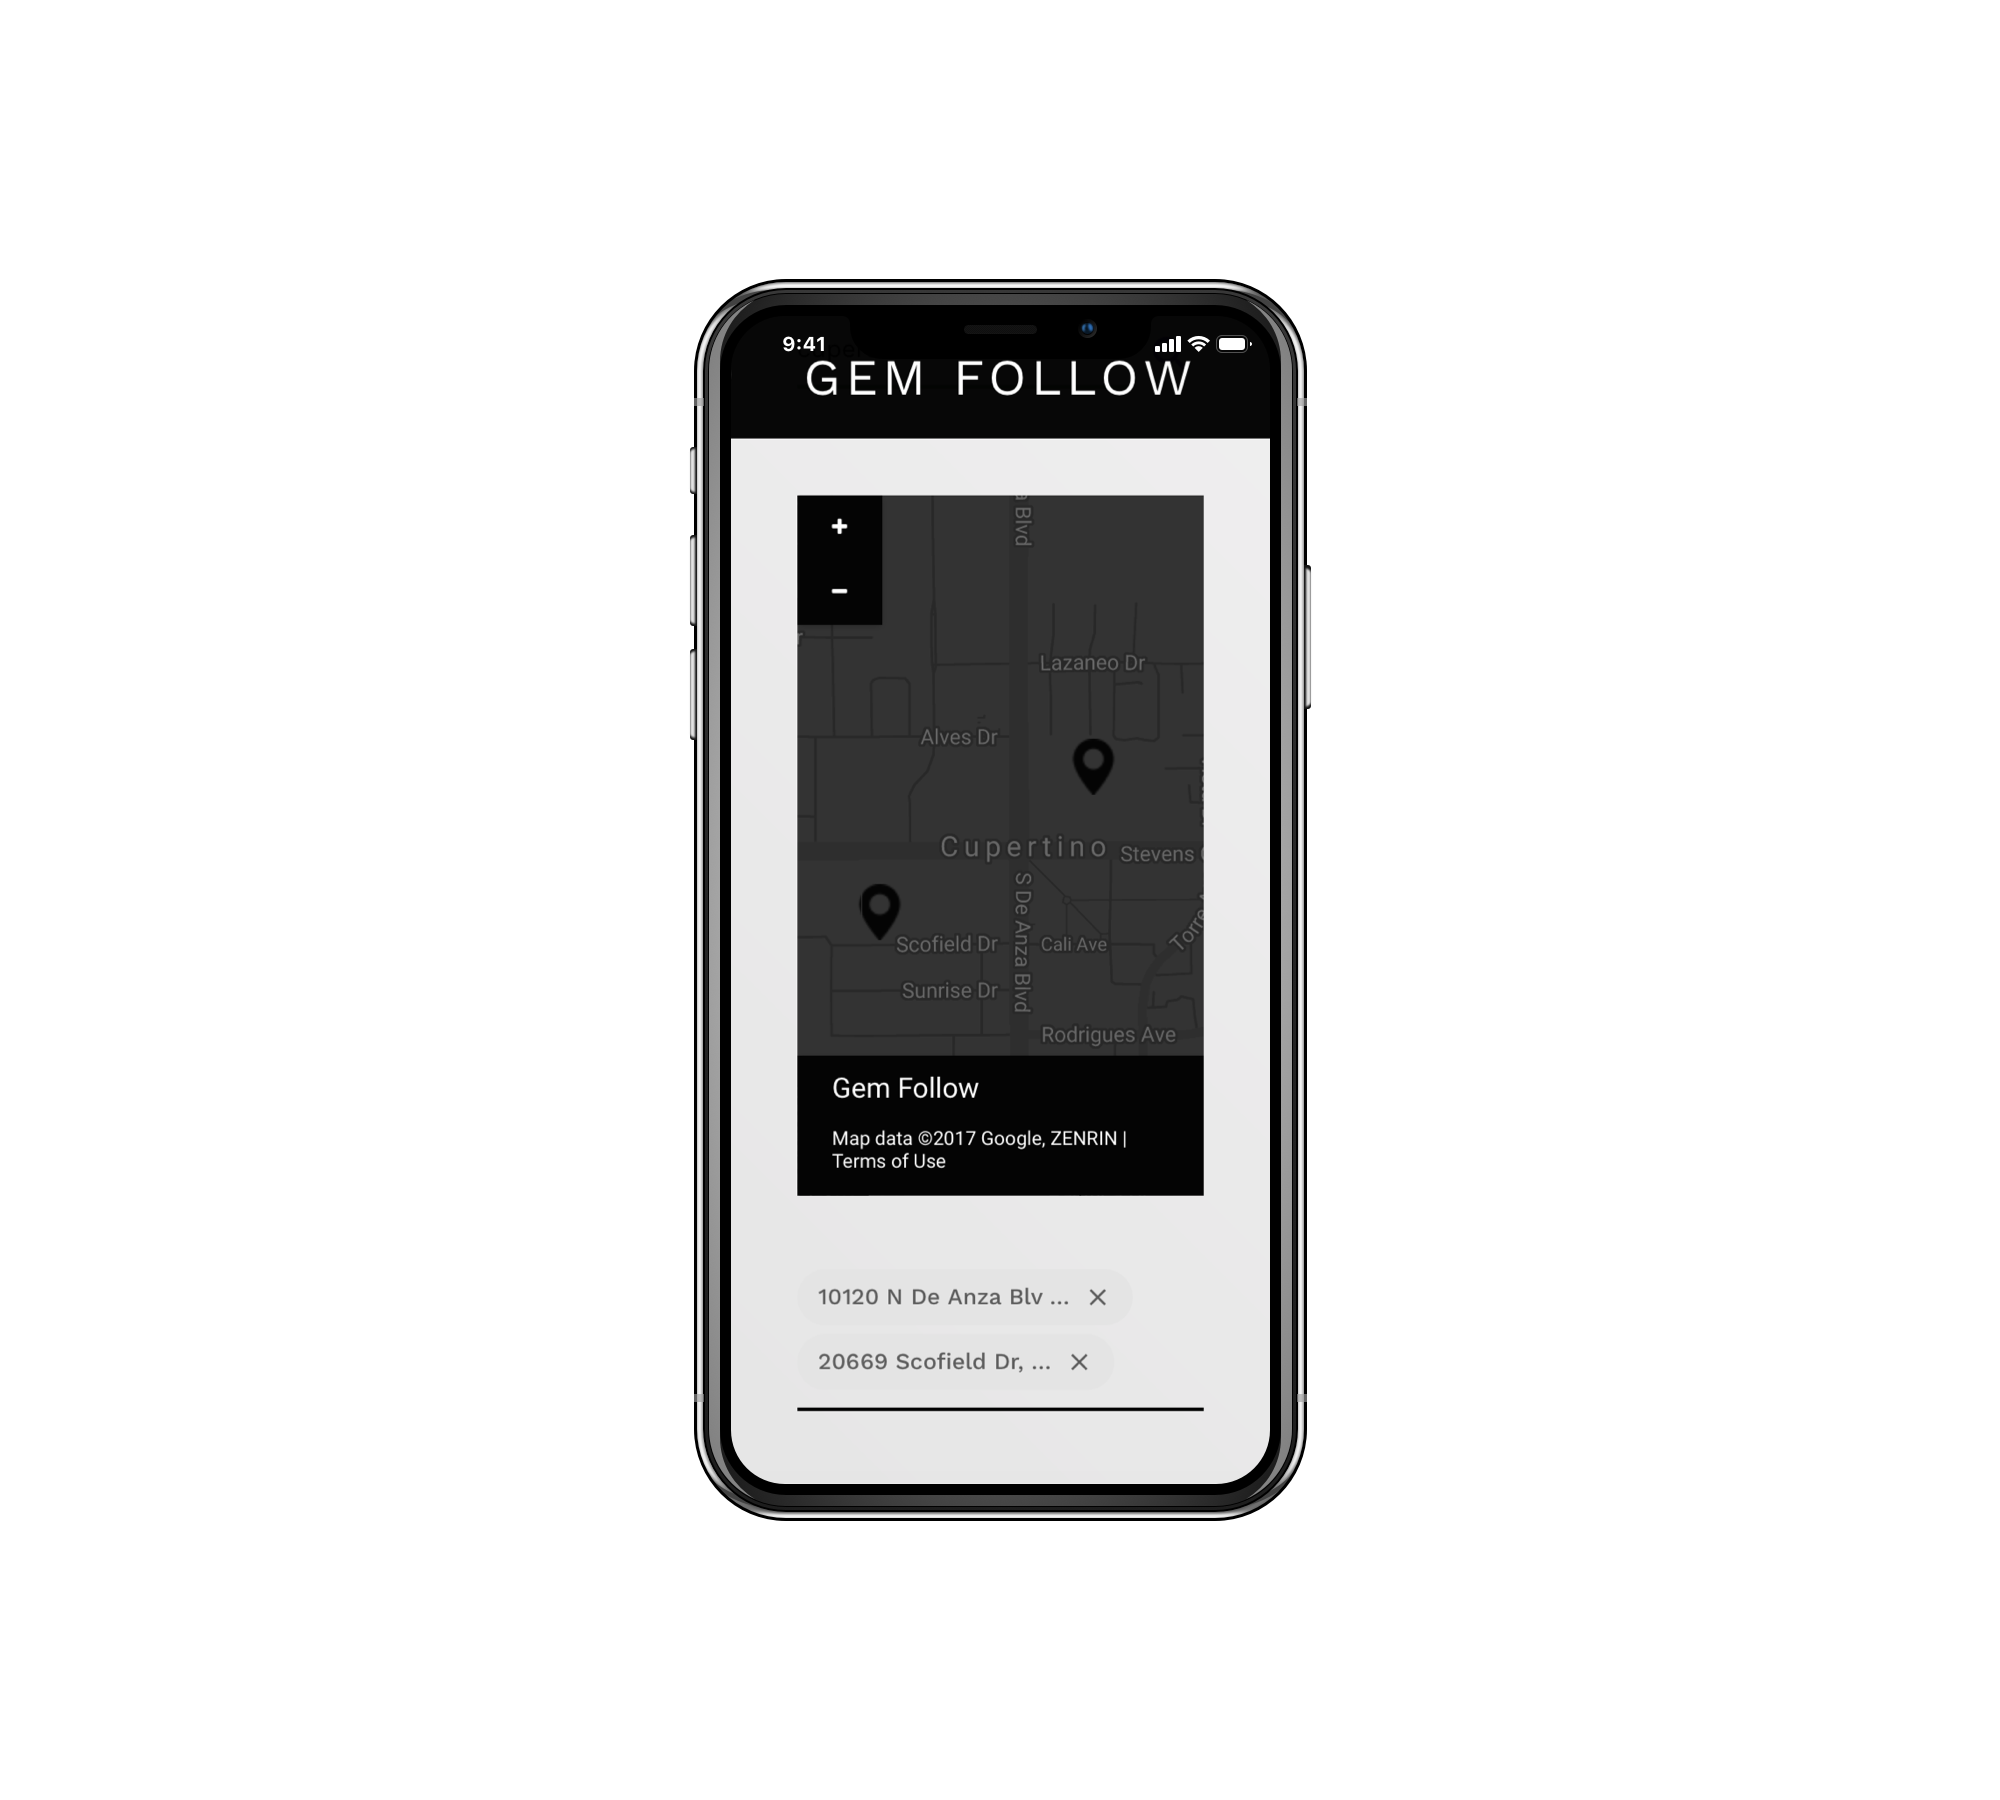 9:41
GEM FOLLOW
+
a Blvd
−
Lazaneo Dr
Alves Dr
Cupertino
Stevens
S De Anza Blvd
Scofield Dr
Cali Ave
Torre
Sunrise Dr
Rodrigues Ave
Gem Follow
Map data ©2017 Google, ZENRIN |
Terms of Use
10120 N De Anza Blv ...
20669 Scofield Dr, ...